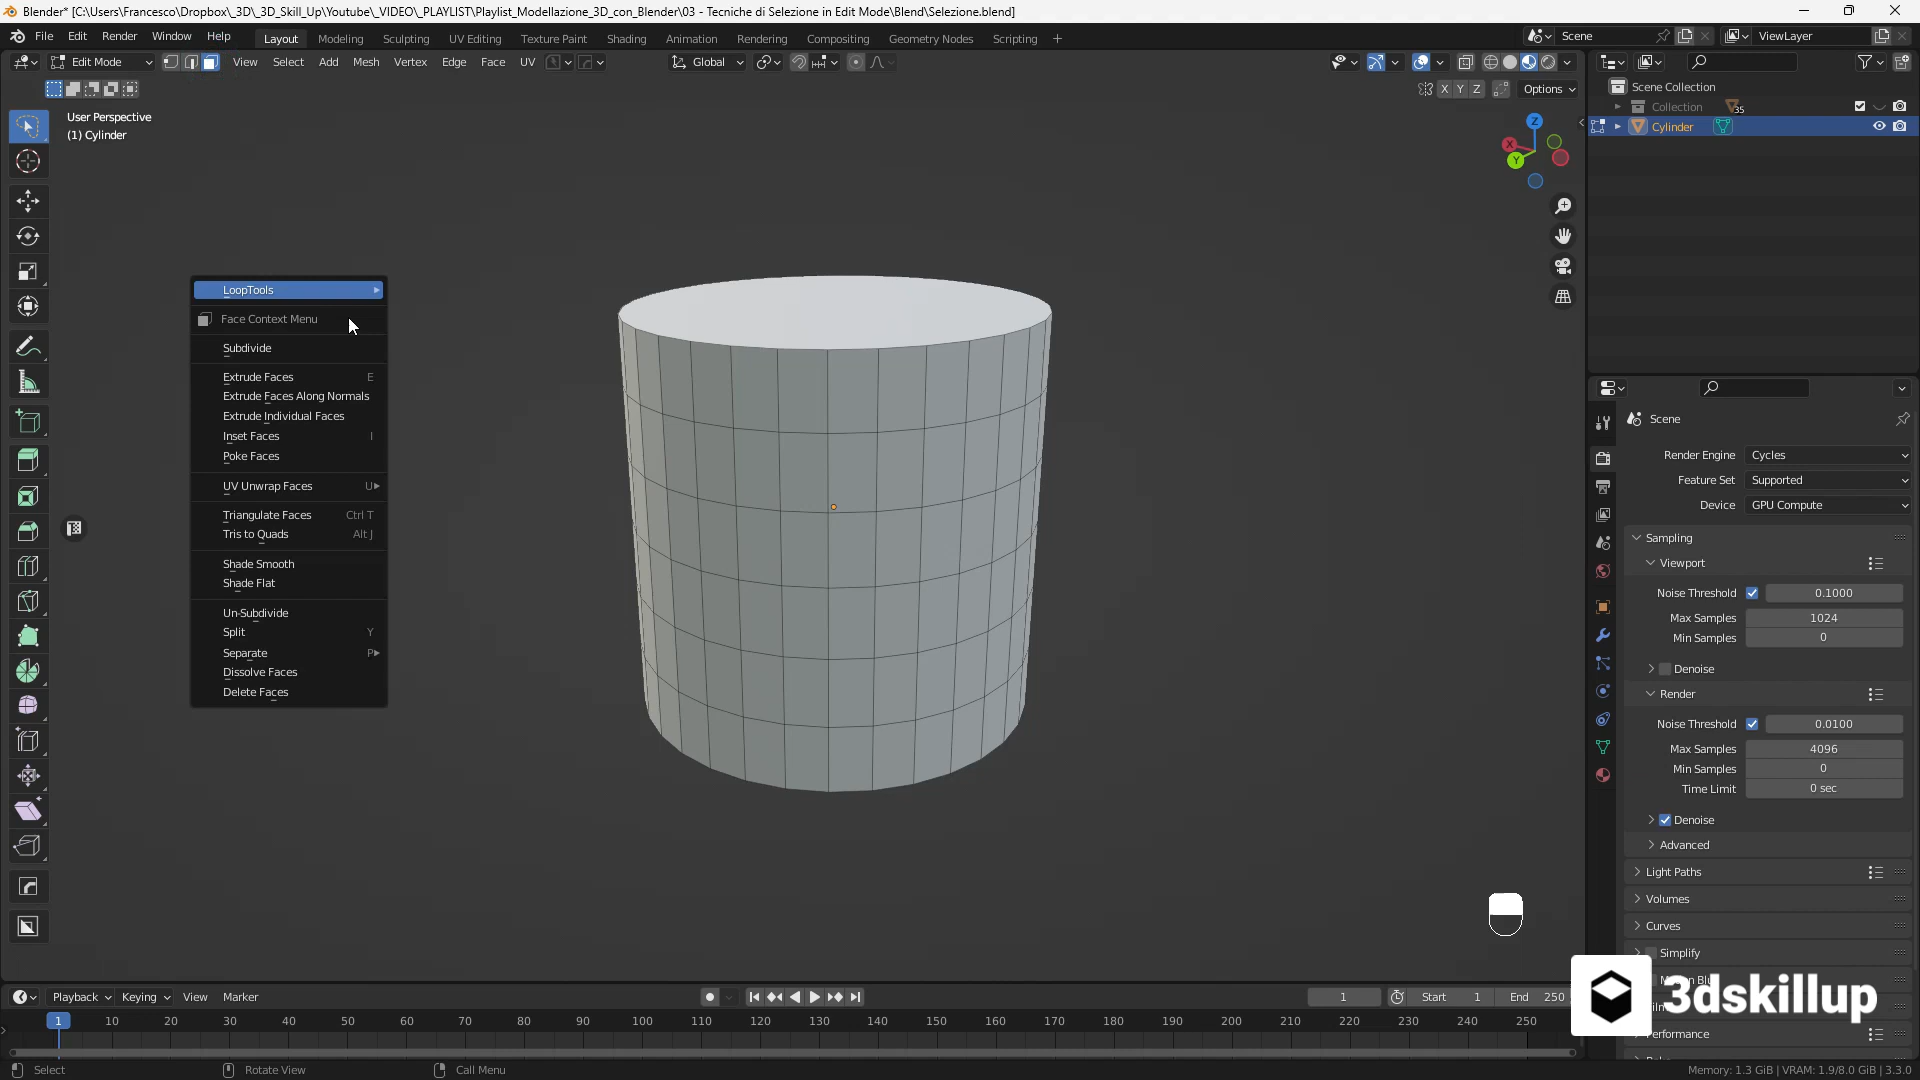 Blender* [C:\Users\Francesco\Dropbox\_3D\_3D_Skill_Up\Youtube\_VIDEO\_PLAYLIST\Playlist_Modellazione_3D_con_Blender\03 - Tecniche di Selezione in Edit Mode\Blend\Selezione.blend]
File Edit Render Window Help Layout Modeling Sculpting UV Editing Texture Paint Shading Animation Rendering Compositing Geometry Nodes Scripting + Scene ViewLayer
Edit Mode View Select Add Mesh Vertex Edge Face UV Global
X Y Z Options
User Perspective
(1) Cylinder
Z
X
Y
Scene Collection
Collection 35
Cylinder
LoopTools
Face Context Menu
Subdivide
Extrude Faces E
Extrude Faces Along Normals
Extrude Individual Faces
Inset Faces I
Poke Faces
UV Unwrap Faces U
Triangulate Faces Ctrl T
Tris to Quads Alt J
Shade Smooth
Shade Flat
Un-Subdivide
Split Y
Separate P
Dissolve Faces
Delete Faces
Scene
Render Engine Cycles
Feature Set Supported
Device GPU Compute
Sampling
Viewport
Noise Threshold 0.1000
Max Samples 1024
Min Samples 0
Denoise
Render
Noise Threshold 0.0100
Max Samples 4096
Min Samples 0
Time Limit 0 sec
Denoise
Advanced
Light Paths
Volumes
Curves
Simplify
3dskillup
Performance
Playback Keying View Marker 1 Start 1 End 250
1 10 20 30 40 50 60 70 80 90 100 110 120 130 140 150 160 170 180 190 200 210 220 230 240 250
Select Rotate View Call Menu Memory: 1.3 GiB | VRAM: 1.9/8.0 GiB | 3.3.0